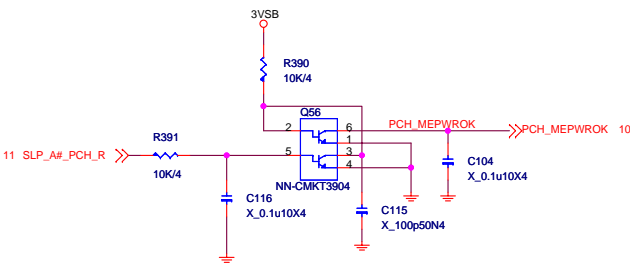 3VSB
R390
10K/4
R391
10K/4
11 SLP_A#_PCH_R
Q56
2
6
1
5
3
4
NN-CMKT3904
PCH_MEPWROK
PCH_MEPWROK 10
C104
X_0.1u10X4
C116
X_0.1u10X4
C115
X_100p50N4